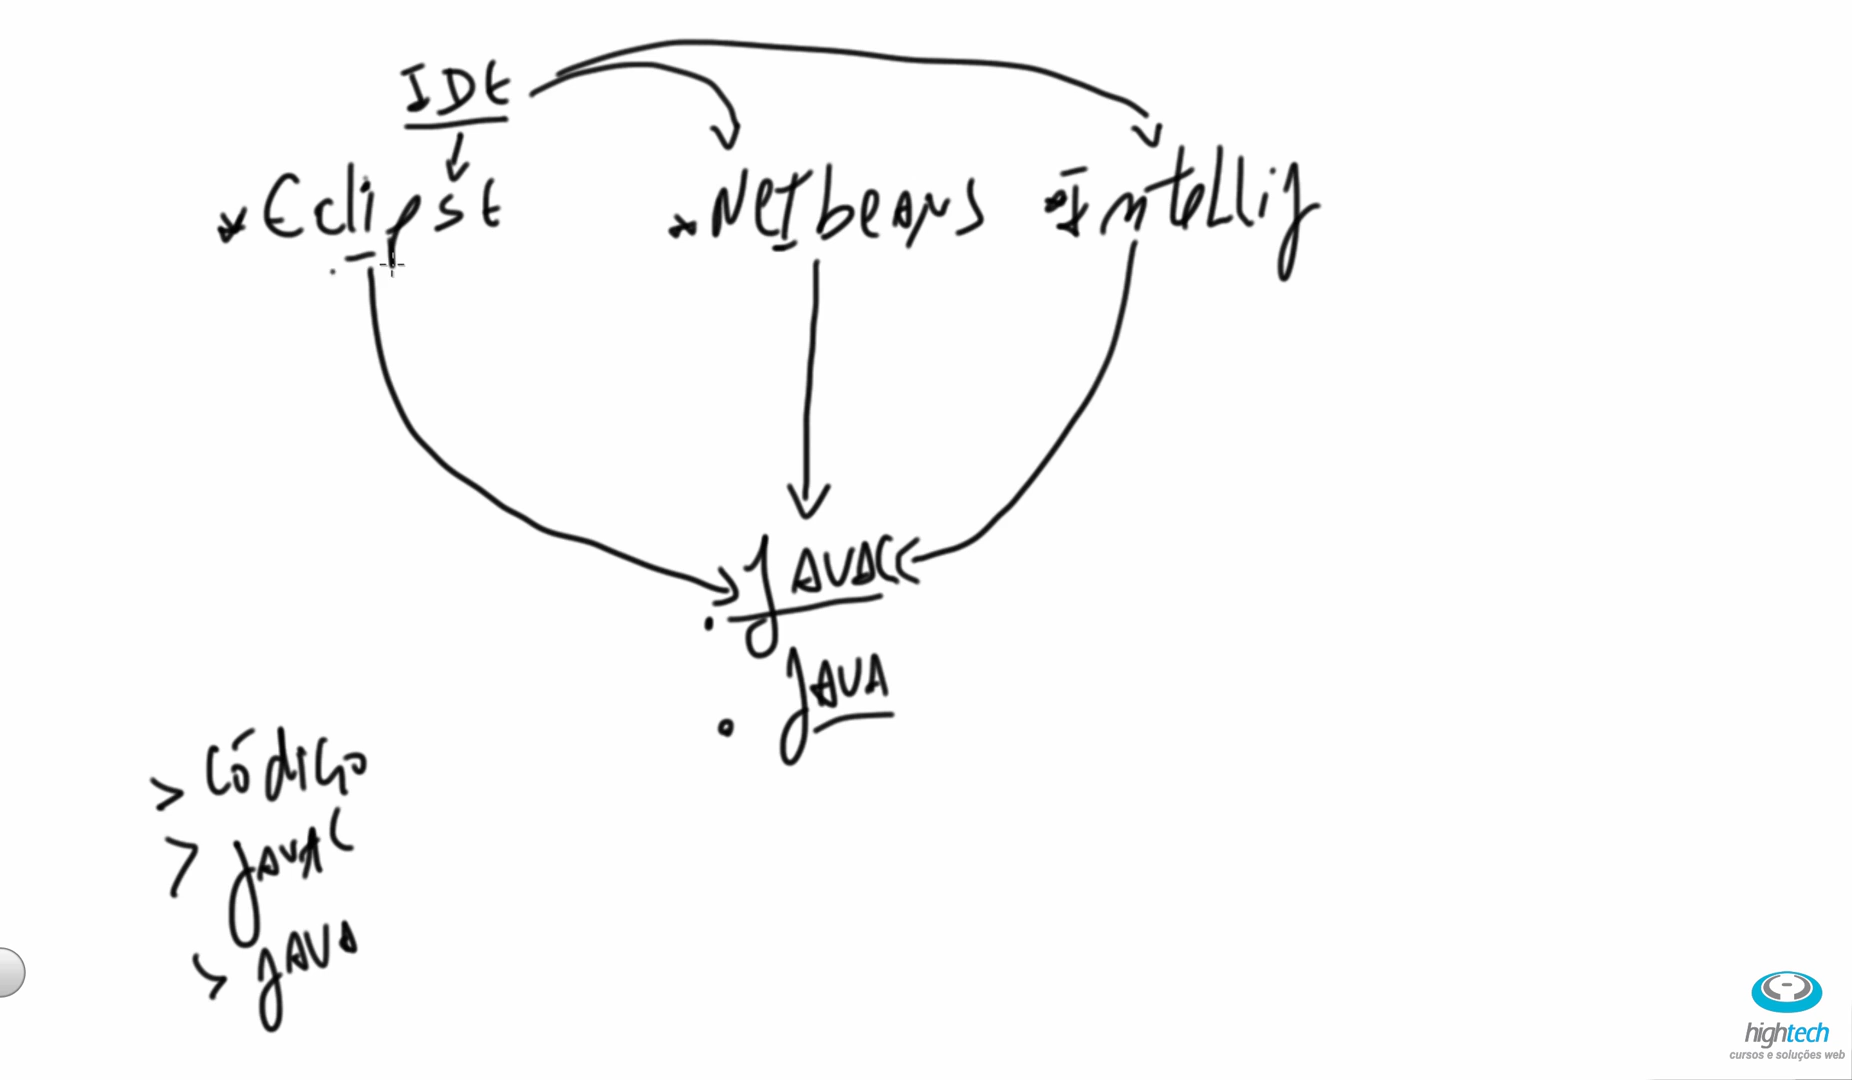 IDE
* Eclipse
* Netbeans
* Intellij
. JAVAC
. JAVA
> CódIGo
> JAVAC
> JAVA
hightech
cursos e soluções web